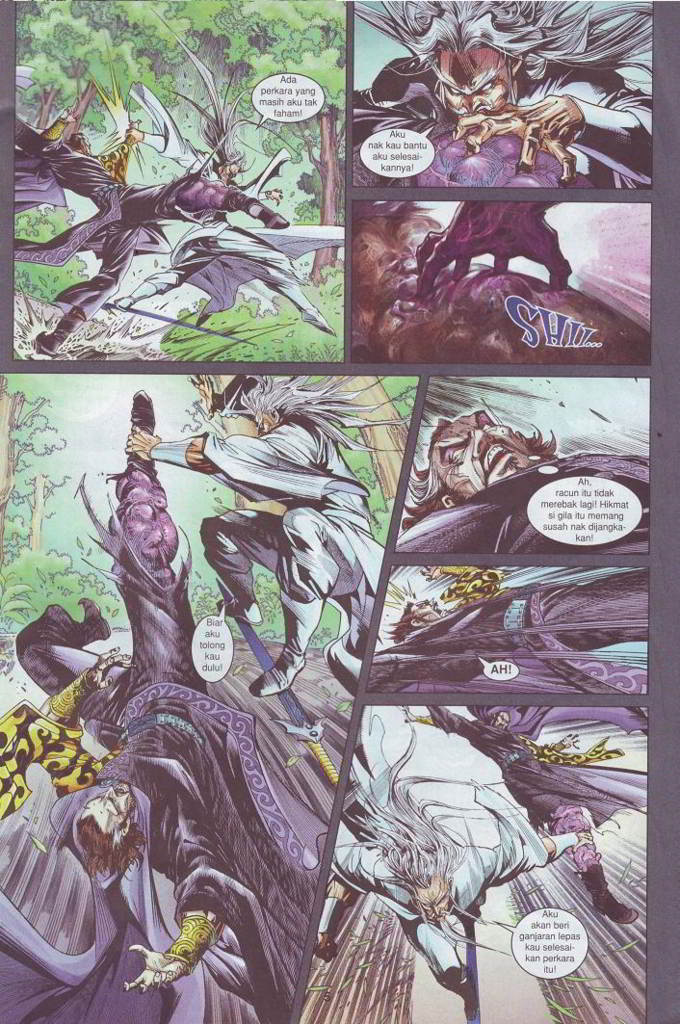 Ada
perkara yang
masih aku tak
faham!
Aku
nak kau bantu
aku selesai-
kannya!
SHII...
Biar
aku
tolong
kau
dulu!
Ah,
racun itu tidak
merebak lagi! Hikmat
si gila itu memang
susah nak dijangka-
kan!
AH!
Aku
akan beri
ganjaran lepas
kau selesai-
kan perkara
itu!
5